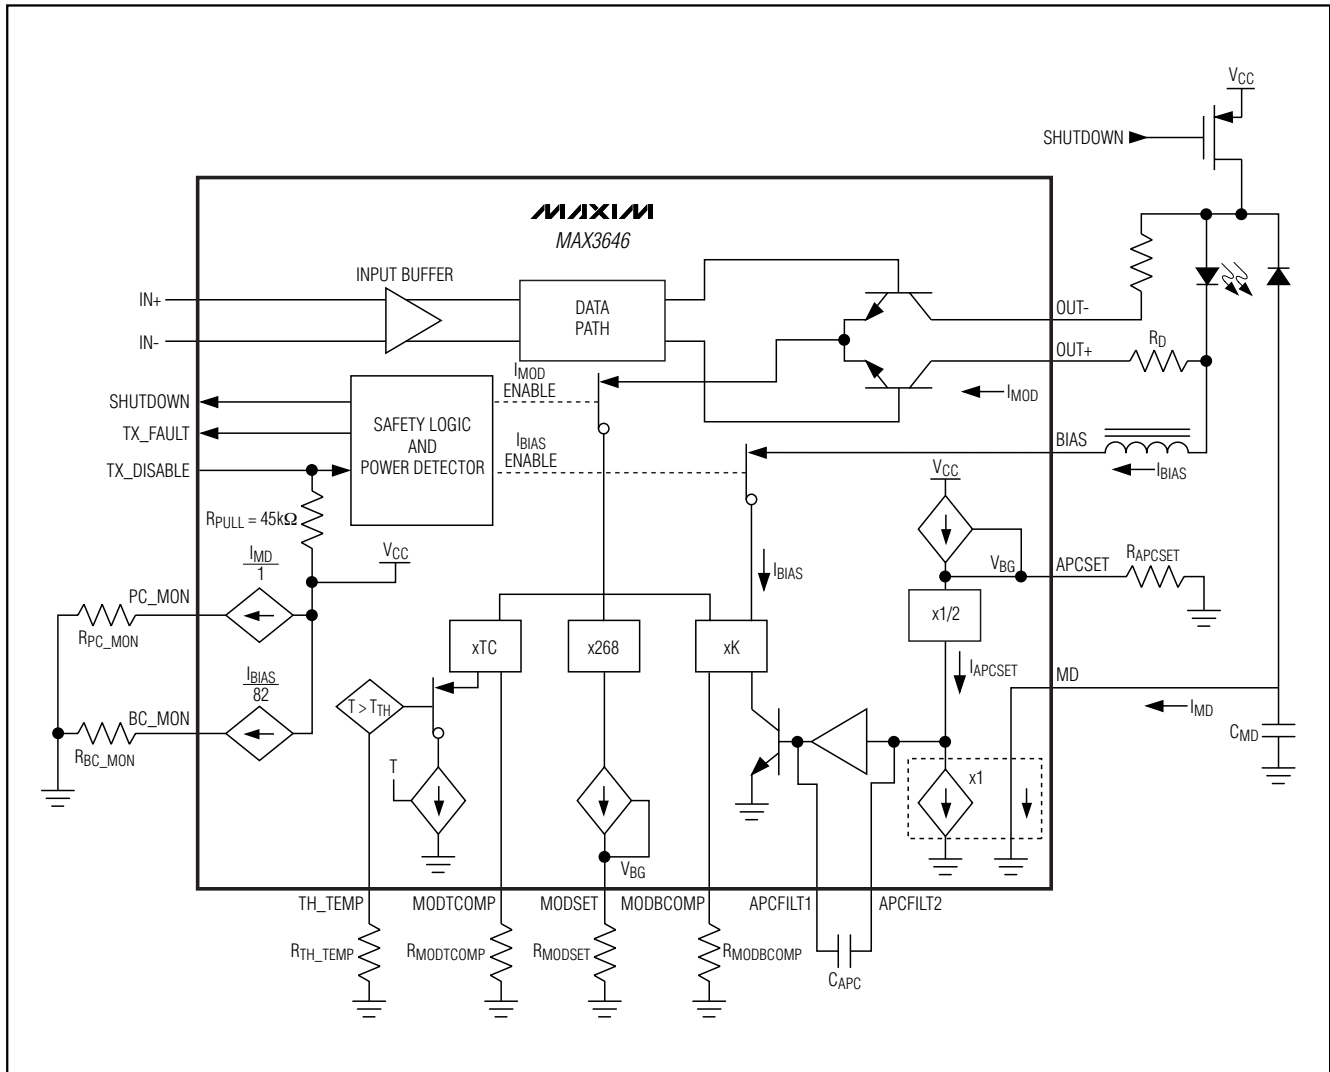 VCC
SHUTDOWN
MAXIM
MAX3646
INPUT BUFFER
IN+
IN-
DATA
PATH
OUT-
OUT+
RD
IMOD
IMOD
ENABLE
SHUTDOWN
TX_FAULT
TX_DISABLE
SAFETY LOGIC
AND
POWER DETECTOR
IBIAS
ENABLE
BIAS
IBIAS
VCC
RPULL = 45kΩ
IMD
1
VCC
IBIAS
VBG
APCSET
RAPCSET
PC_MON
RPC_MON
xTC
x268
xK
x1/2
IAPCSET
MD
IMD
IBIAS
82
BC_MON
RBC_MON
T > TTH
CMD
T
x1
VBG
TH_TEMP
MODTCOMP
MODSET
MODBCOMP
APCFILT1
APCFILT2
RTH_TEMP
RMODTCOMP
RMODSET
RMODBCOMP
CAPC